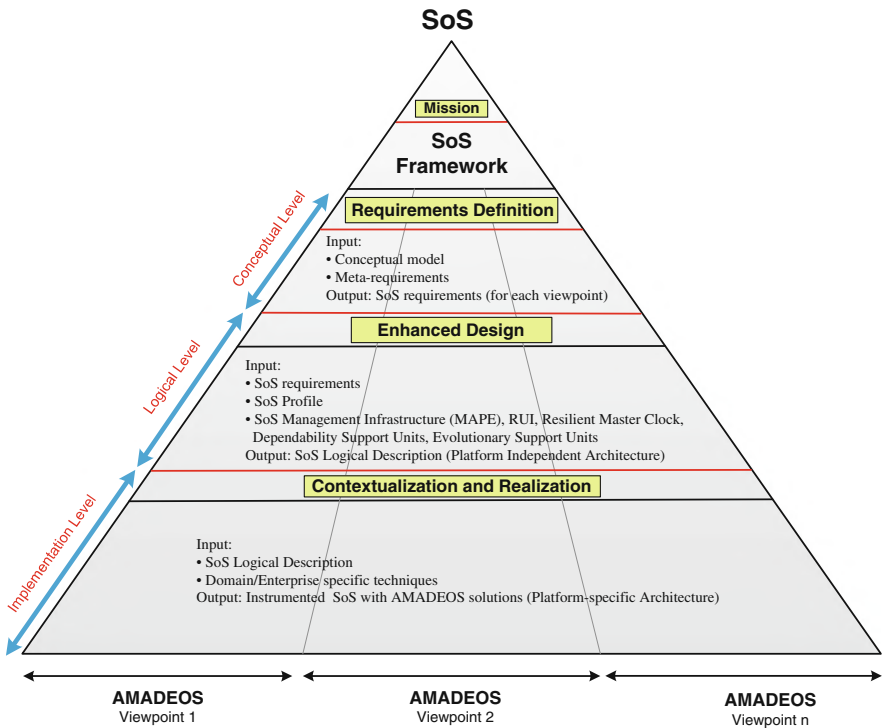 SoS
Mission
SoS
Framework
Conceptual Level
Requirements Definition
Input:
• Conceptual model
• Meta-requirements
Output: SoS requirements (for each viewpoint)
Logical Level
Enhanced Design
Input:
• SoS requirements
• SoS Profile
• SoS Management Infrastructure (MAPE), RUI, Resilient Master Clock,
Dependability Support Units, Evolutionary Support Units
Output: SoS Logical Description (Platform Independent Architecture)
Implementation Level
Contextualization and Realization
Input:
• SoS Logical Description
• Domain/Enterprise specific techniques
Output: Instrumented SoS with AMADEOS solutions (Platform-specific Architecture)
AMADEOS
Viewpoint 1
AMADEOS
Viewpoint 2
AMADEOS
Viewpoint n